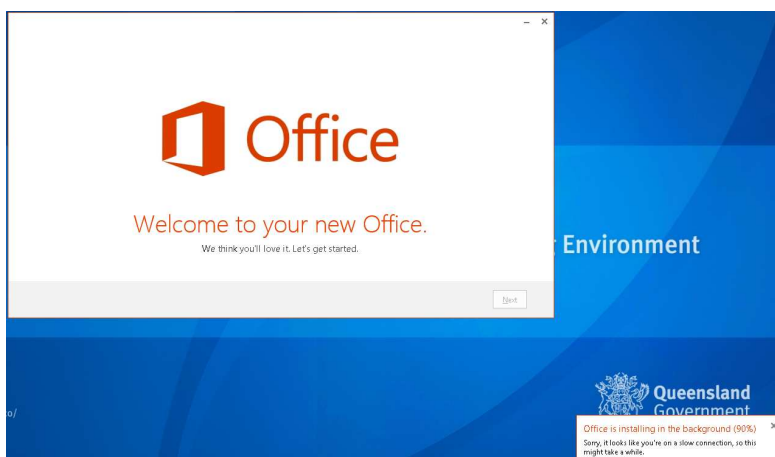 Office
Welcome to your new Office.
We think you'll love it. Let's get started.
Next
Environment
Queensland
Government
Office is installing in the background (90%)
Sorry, it looks like you're on a slow connection, so this
might take a while.